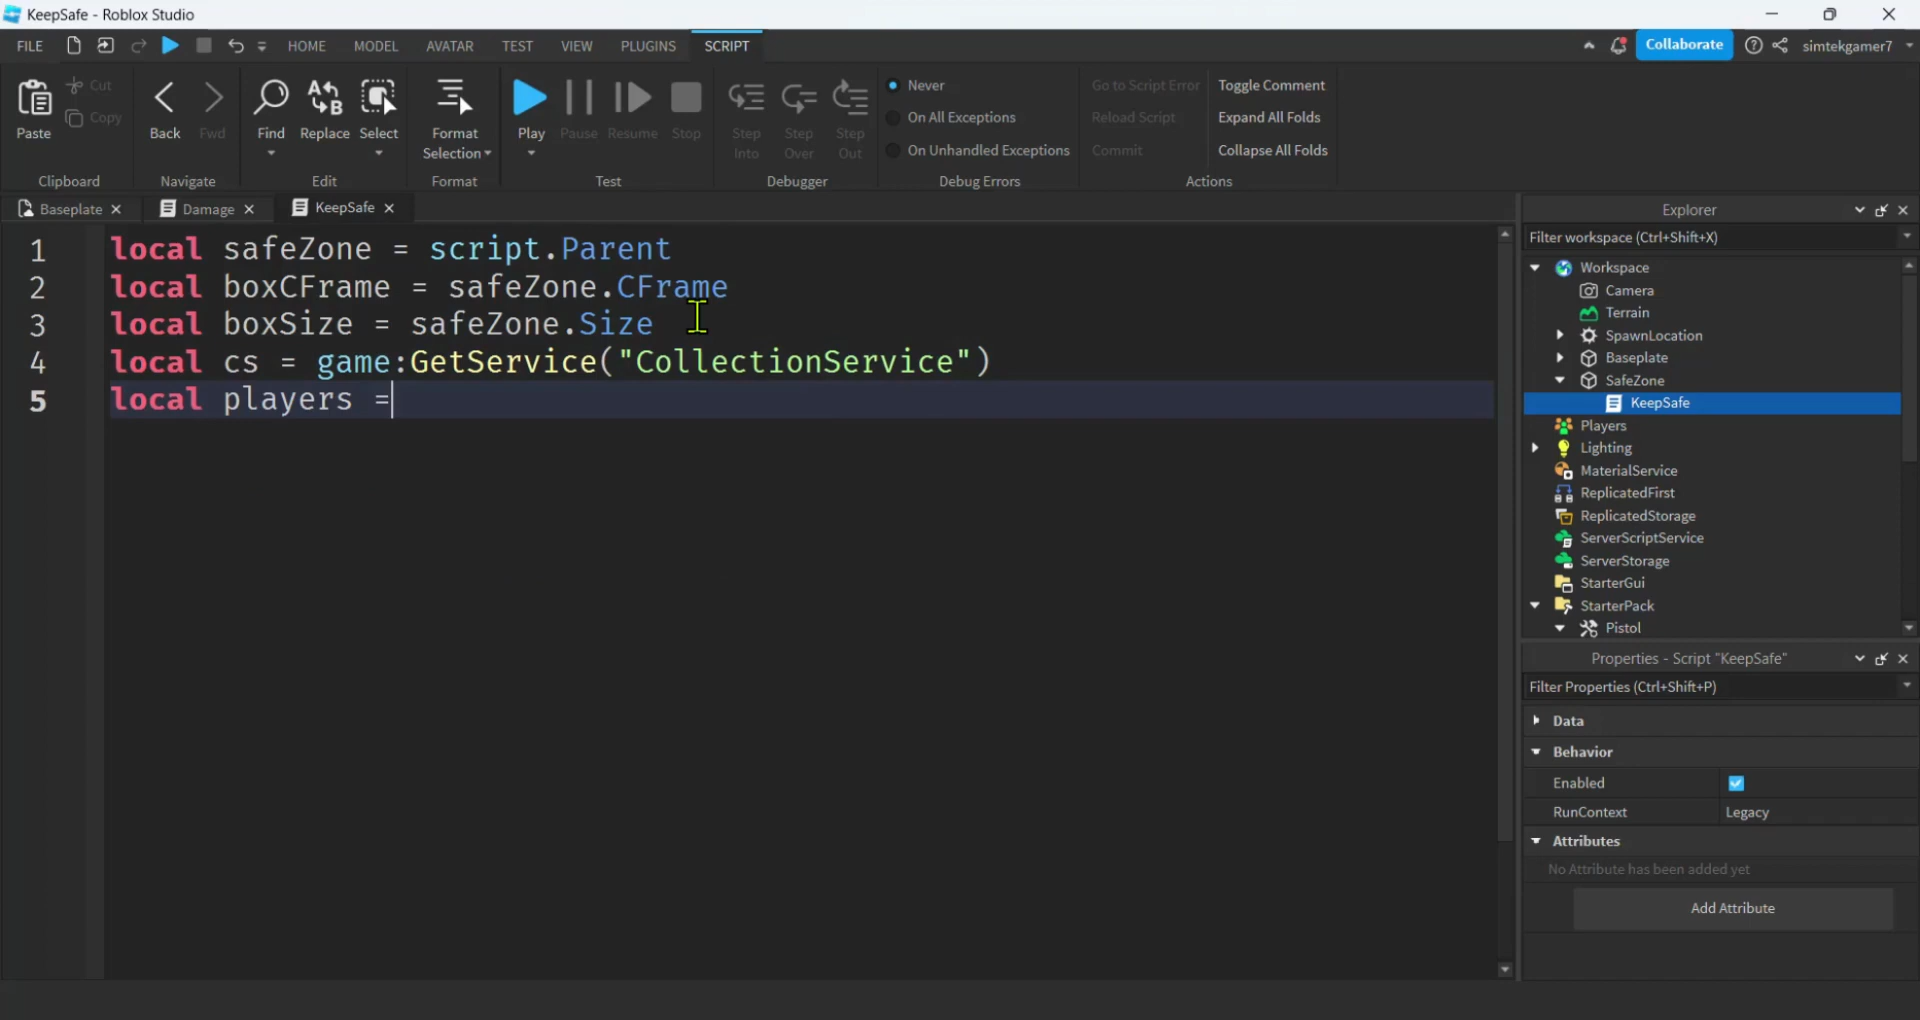 KeepSafe - Roblox Studio
FILE HOME MODEL AVATAR TEST VIEW PLUGINS SCRIPT Collaborate simtekgamer7
Paste Cut Copy Clipboard
Back Fwd Navigate
Find Replace Select Edit
Format Selection Format
Play Pause Resume Stop Test
Step Into Step Over Step Out Debugger
Never
On All Exceptions
On Unhandled Exceptions
Debug Errors
Go to Script Error
Reload Script
Commit
Toggle Comment
Expand All Folds
Collapse All Folds
Actions
Baseplate Damage KeepSafe
1 local safeZone = script.Parent
2 local boxCFrame = safeZone.CFrame
3 local boxSize = safeZone.Size
4 local cs = game:GetService("CollectionService")
5 local players =
Explorer
Filter workspace (Ctrl+Shift+X)
Workspace
Camera
Terrain
SpawnLocation
Baseplate
SafeZone
KeepSafe
Players
Lighting
MaterialService
ReplicatedFirst
ReplicatedStorage
ServerScriptService
ServerStorage
StarterGui
StarterPack
Pistol
Properties - Script "KeepSafe"
Filter Properties (Ctrl+Shift+P)
Data
Behavior
Enabled
RunContext Legacy
Attributes
No Attribute has been added yet
Add Attribute